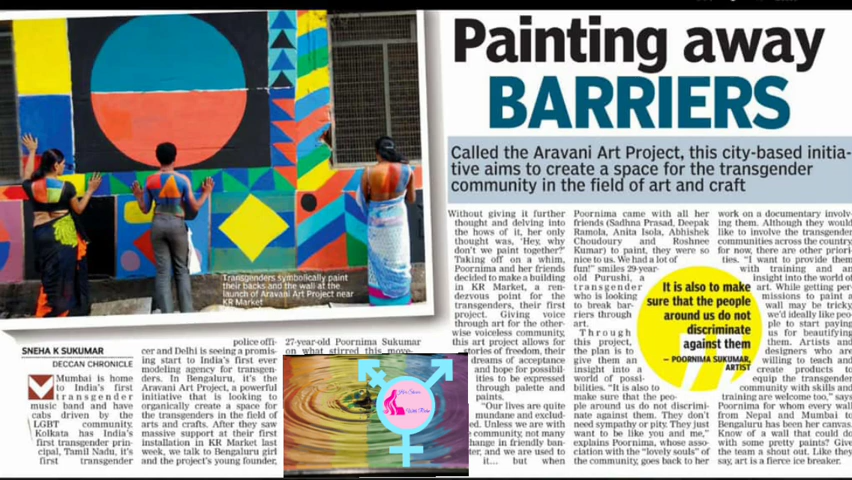 Painting away
BARRIERS
Called the Aravani Art Project, this city-based initia-
tive aims to create a space for the transgender
community in the field of art and craft
Transgenders symbolically paint
their backs and the wall at the
launch of Aravani Art Project near
KR Market
SNEHA K SUKUMAR
DECCAN CHRONICLE
Mumbai is home
to India's first
transgender
music band and have
cabs driven by the
LGBT community,
Kolkata has India's
first transgender prin-
cipal, Tamil Nadu, it's
first transgender
police offi-
cer and Delhi is seeing a prom-
ising start to India's first ever
modeling agency for transgen-
ders. In Bengaluru, it's the
Aravani Art Project, a powerful
initiative that is looking to
organically create a space for
the transgenders in the field of
arts and crafts. After they saw
massive support at their first
installation in KR Market last
week, we talk to Bengaluru girl
and the project's young founder,
27-year-old Poornima Sukumar
on what stirred this move-
Without giving it further
thought and delving into
the hows of it, her only
thought was, 'Hey, why
don't we paint together?'
Taking off on a whim,
Poornima and her friends
decided to make a building
in KR Market, a ren-
dezvous point for the
transgenders, their first
project. Giving voice
through art for the other-
wise voiceless community,
this art project allows for
stories of freedom, their
dreams of acceptance
and hope for possibil-
ities to be expressed
through palette and
paints.
"Our lives are quite
mundane and exclud-
ed. Unless we are with
community, not many
nge in friendly ban-
ter, and we are used to
it... but when
Poornima came with all her
friends (Sadhna Prasad, Deepak
Ramola, Anita Isola, Abhishek
Choudoury and Roshnee
Kumar) to paint, they were so
nice to us. We had a lot of
fun!" smiles 29-year-
old Purushi, a
transgender
who is looking
to break bar-
riers through
art.
Through
this project,
the plan is to
give them an
insight into a
world of possi-
bilities. "It is also to
make sure that the peo-
ple around us do not discrimi-
nate against them. They don't
need sympathy or pity. They just
want to be like you and me,"
explains Poornima, whose asso-
ciation with the "lovely souls" of
the community, goes back to her
It is also to make
sure that the people
around us do not
discriminate
against them
— POORNIMA SUKUMAR,
ARTIST
work on a documentary involv-
ing them. Although they would
like to involve the transgender
communities across the country,
for now, there are other prior-
ities. "I want to provide them
with training and an
insight into the world of
art. While getting per-
missions to paint a
wall may be tricky,
we'd ideally like peo-
ple to start paying
us for beautifying
them. Artists and
designers who are
willing to teach and
create products to
equip the transgender
community with skills and
training are welcome too," says
Poornima for whom every wall
from Nepal and Mumbai to
Bengaluru has been her canvas.
Know of a wall that could do
with some pretty paints? Give
the team a shout out. Like they
say, art is a fierce ice breaker.